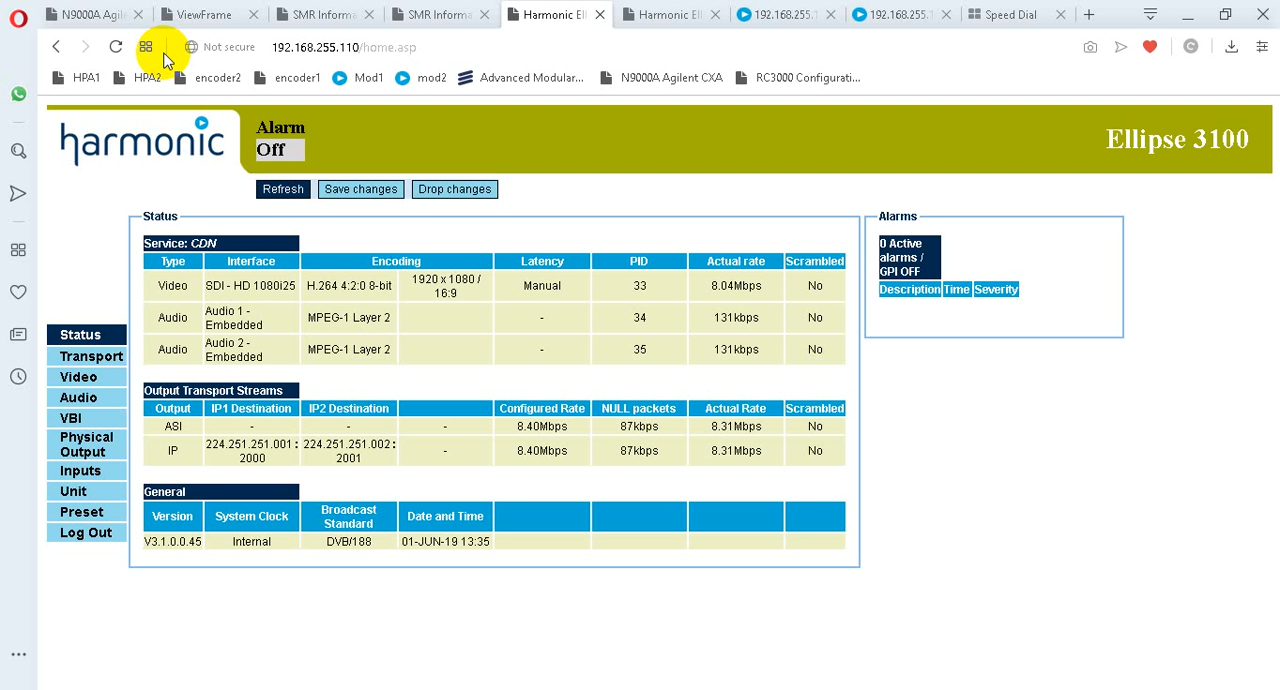 N9000A Agil
ViewFrame
SMR Informa
SMR Informa
Harmonic Ell
Harmonic Ell
192.168.255.
192.168.255.
Speed Dial
Not secure
192.168.255.110/home.asp
HPA1
HPA2
encoder2
encoder1
Mod1
mod2
Advanced Modular...
N9000A Agilent CXA
RC3000 Configurati...
harmonic
Alarm
Off
Ellipse 3100
Refresh
Save changes
Drop changes
Status
Transport
Video
Audio
VBI
Physical
Output
Inputs
Unit
Preset
Log Out
Status
Service: CDN
Type Interface Encoding Latency PID Actual rate Scrambled
Video SDI - HD 1080i25 H.264 4:2:0 8-bit 1920 x 1080 / 16:9 Manual 33 8.04Mbps No
Audio Audio 1 - Embedded MPEG-1 Layer 2 - 34 131kbps No
Audio Audio 2 - Embedded MPEG-1 Layer 2 - 35 131kbps No
Output Transport Streams
Output IP1 Destination IP2 Destination Configured Rate NULL packets Actual Rate Scrambled
ASI - - - 8.40Mbps 87kbps 8.31Mbps No
IP 224.251.251.001 : 2000 224.251.251.002 : 2001 - 8.40Mbps 87kbps 8.31Mbps No
General
Version System Clock Broadcast Standard Date and Time
V3.1.0.0.45 Internal DVB/188 01-JUN-19 13:35
Alarms
0 Active
alarms /
GPI OFF
Description Time Severity